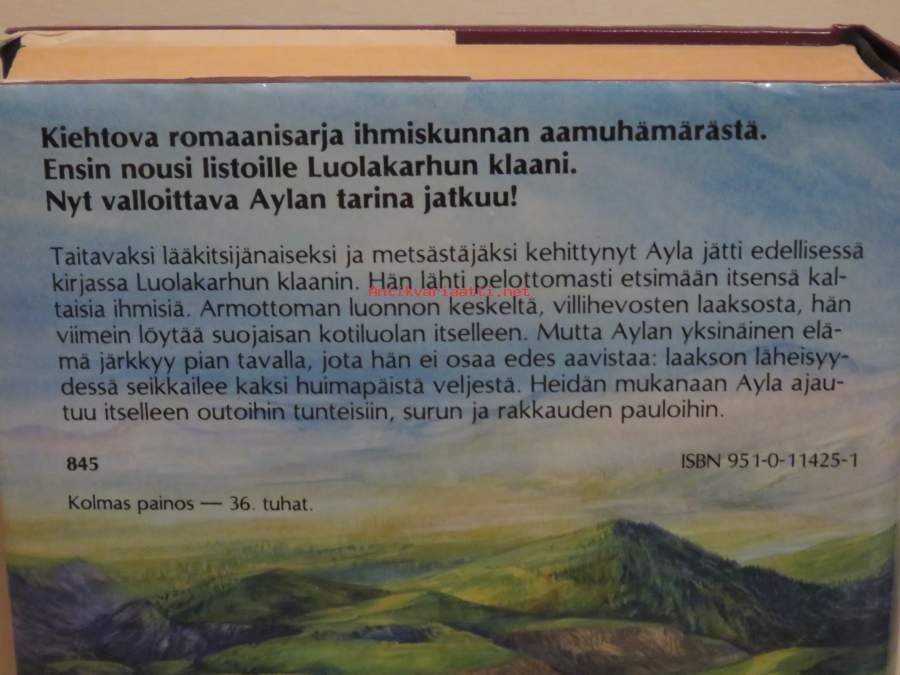 Kiehtova romaanisarja ihmiskunnan aamuhämärästä.
Ensin nousi listoille Luolakarhun klaani.
Nyt valloittava Aylan tarina jatkuu!
Taitavaksi lääkitsijänaiseksi ja metsästäjäksi kehittynyt Ayla jätti edellisessä
kirjassa Luolakarhun klaanin. Hän lähti pelottomasti etsimään itsensä kal-
Antikvariaatti.net
taisia ihmisiä. Armottoman luonnon keskeltä, villihevosten laaksosta, hän
viimein löytää suojaisan kotiluolan itselleen. Mutta Aylan yksinäinen elä-
mä järkkyy pian tavalla, jota hän ei osaa edes aavistaa: laakson läheisyy-
dessä seikkailee kaksi huimapäistä veljestä. Heidän mukanaan Ayla ajau-
tuu itselleen outoihin tunteisiin, surun ja rakkauden pauloihin.
845
ISBN 951-0-11425-1
Kolmas painos — 36. tuhat.